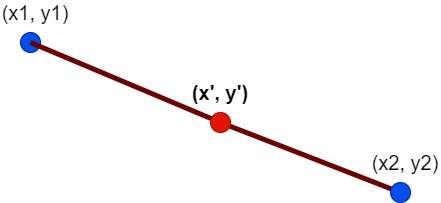 (x1, y1)
(x', y')
(x2, y2)